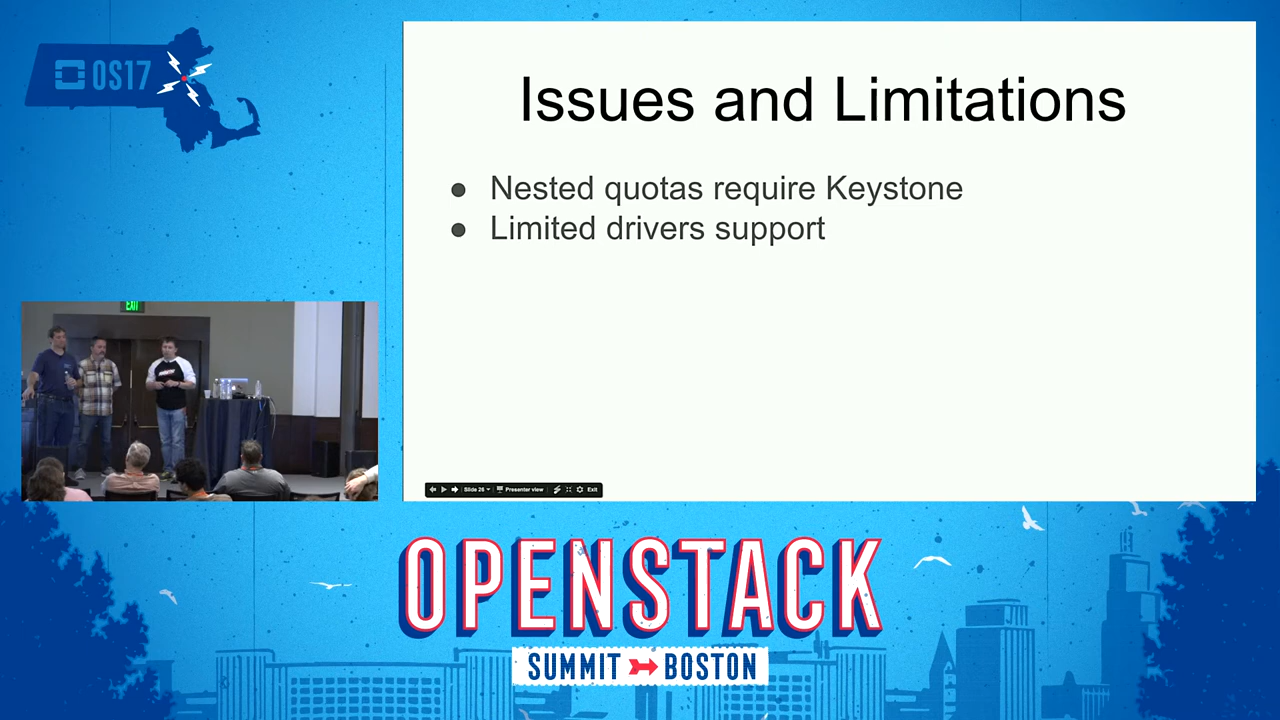 OS17
Issues and Limitations
● Nested quotas require Keystone
● Limited drivers support
EXIT
Slide 26
Presenter view
Exit
OPENSTACK
SUMMIT BOSTON